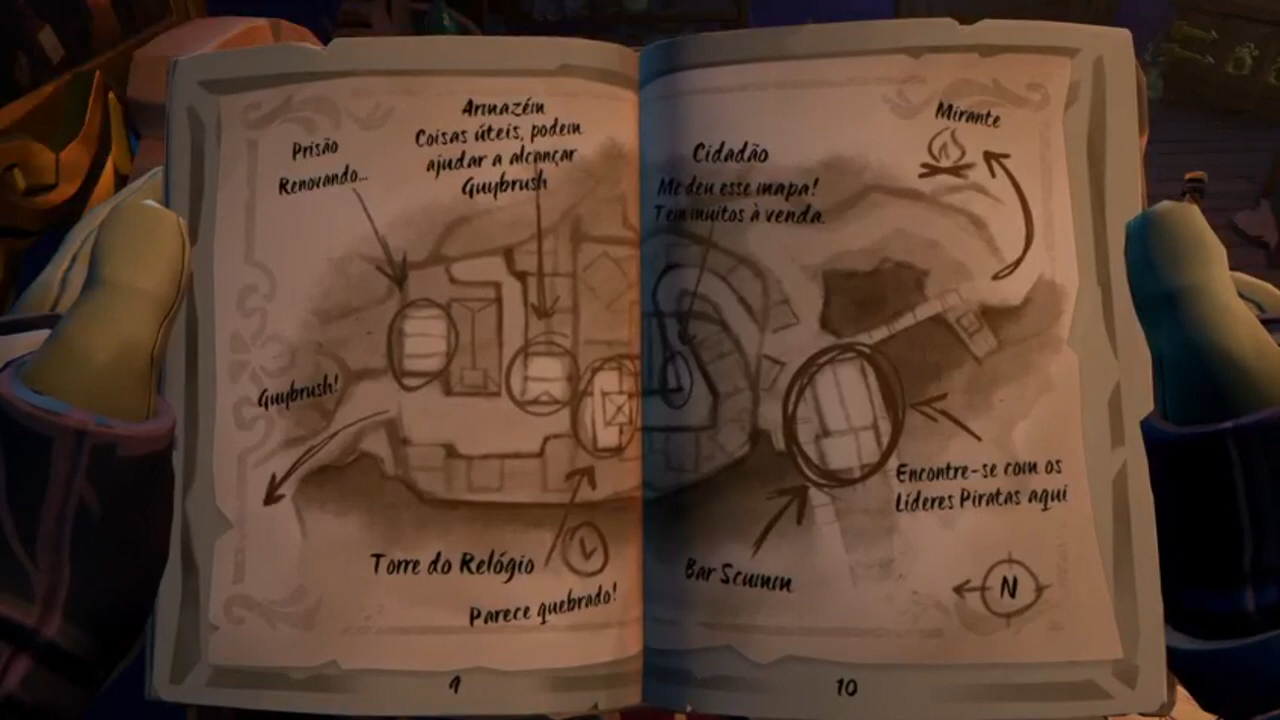 Prisão
Renovando...
Armazém
Coisas úteis, podem
ajudar a alcançar
Guybrush
Guybrush!
Torre do Relógio
Parece quebrado!
9
Cidadão
Me deu esse mapa!
Tem muitos à venda.
Mirante
Encontre-se com os
Líderes Piratas aqui
Bar Scumm
N
10